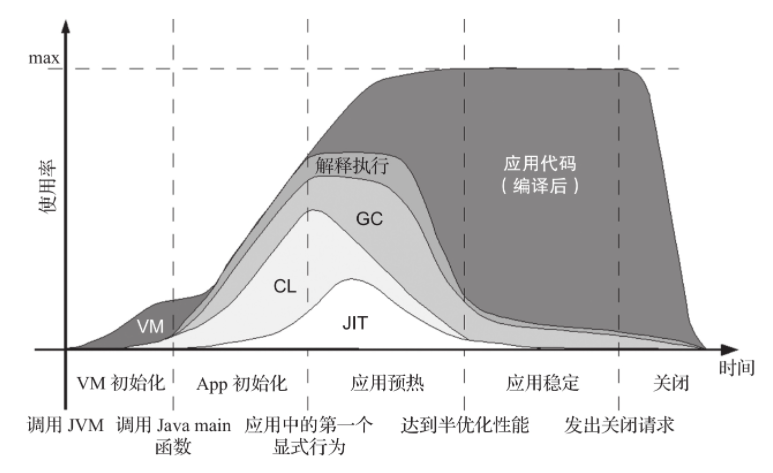 max
使用率
解释执行
应用代码
（编译后）
GC
CL
VM
JIT
时间
VM 初始化
App 初始化
应用预热
应用稳定
关闭
调用 JVM
调用 Java main
函数
应用中的第一个
显式行为
达到半优化性能
发出关闭请求